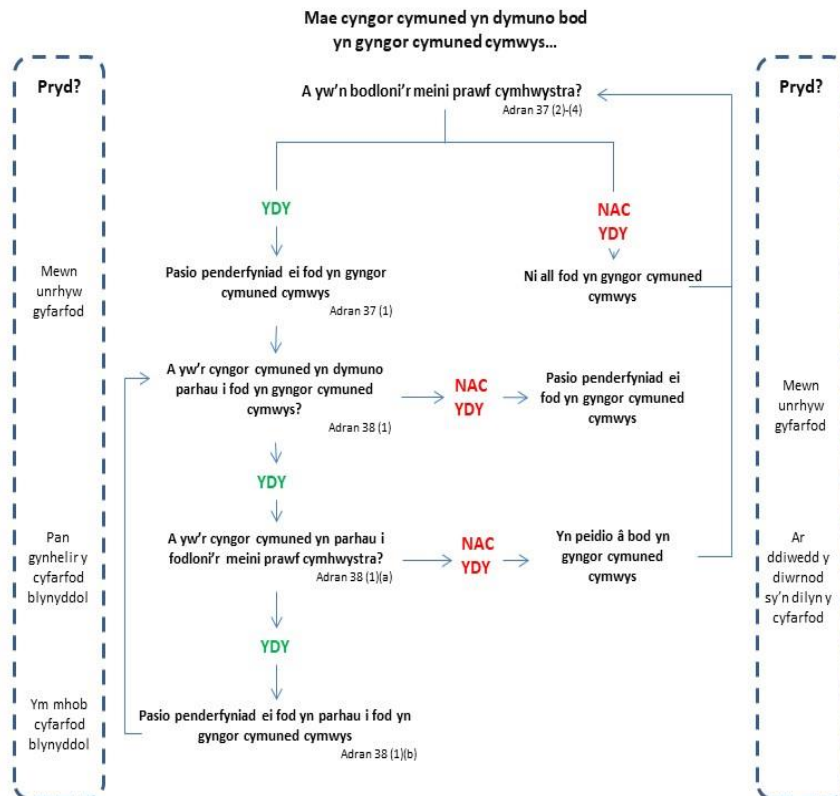 Mae cyngor cymuned yn dymuno bod
yn gyngor cymuned cymwys...
Pryd?
A yw'n bodloni'r meini prawf cymhwystra?
Adran 37 (2)-(4)
Pryd?
YDY
NAC
YDY
Mewn
unrhyw
gyfarfod
Pasio penderfyniad ei fod yn gyngor
cymuned cymwys
Adran 37 (1)
Ni all fod yn gyngor cymuned
cymwys
A yw'r cyngor cymuned yn dymuno
parhau i fod yn gyngor cymuned
cymwys?
Adran 38 (1)
NAC
YDY
Pasio penderfyniad ei
fod yn gyngor cymuned
cymwys
Mewn
unrhyw
gyfarfod
YDY
Pan
gynhelir y
cyfarfod
blynyddol
A yw'r cyngor cymuned yn parhau i
fodloni'r meini prawf cymhwystra?
Adran 38 (1)(a)
NAC
YDY
Yn peidio â bod yn
gyngor cymuned
cymwys
Ar
ddiwedd y
diwrnod
sy'n dilyn y
cyfarfod
YDY
Ym mhob
cyfarfod
blynyddol
Pasio penderfyniad ei fod yn parhau i fod yn
gyngor cymuned cymwys
Adran 38 (1)(b)